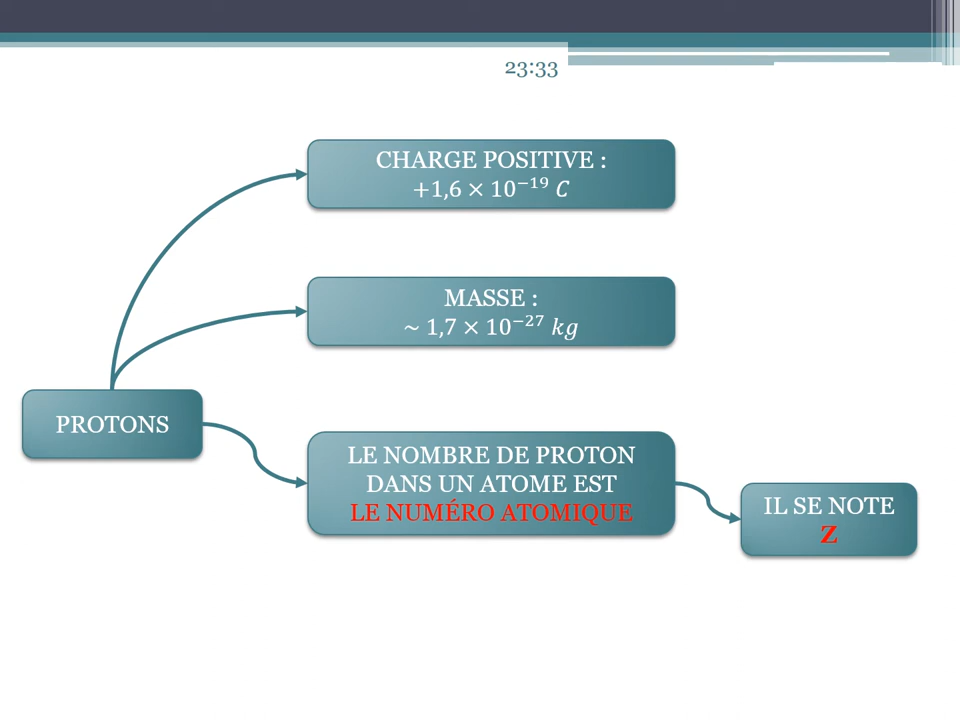 23:33
CHARGE POSITIVE :
+1,6 × 10⁻¹⁹ C
MASSE :
~ 1,7 × 10⁻²⁷ kg
PROTONS
LE NOMBRE DE PROTON
DANS UN ATOME EST
LE NUMÉRO ATOMIQUE
IL SE NOTE
Z